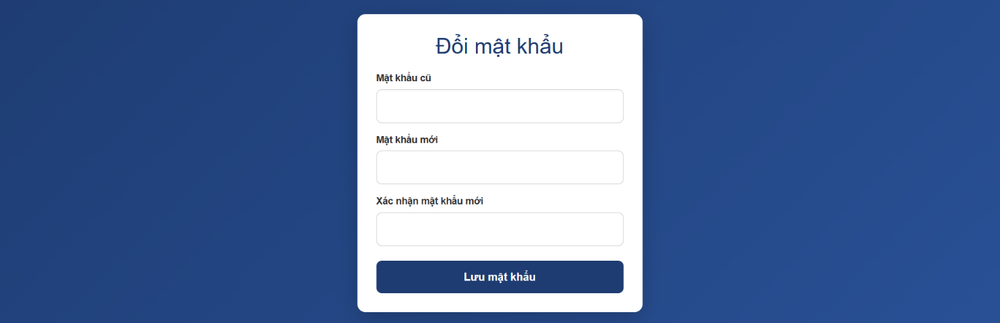 Đổi mật khẩu
Mật khẩu cũ
Mật khẩu mới
Xác nhận mật khẩu mới
Lưu mật khẩu